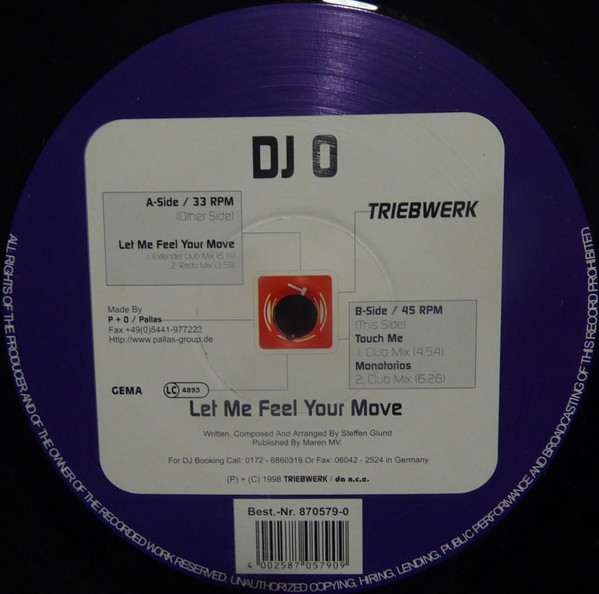 DJ O
A-Side / 33 RPM
(Other Side)
Let Me Feel Your Move
1. Extended Club Mix (6:14)
2. Radio Mix (3:59)
TRIEBWERK
Made By
P + O / Pallas
Fax +49(0)5441-977222
Http://www.pallas-group.de
B-Side / 45 RPM
(This Side)
Touch Me
1. Club Mix (4:54)
Monotorios
2. Club Mix (6:26)
GEMA
LC 4893
Let Me Feel Your Move
Written, Composed And Arranged By Steffen Glund
Published By Maren MV.
For DJ Booking Call: 0172 - 6860319 Or Fax: 06042 - 2524 in Germany
(P) + (C) 1998 TRIEBWERK / da n.c.e.
Best.-Nr. 870579-0
4 002587 057909
ALL RIGHTS OF THE PRODUCER AND OF THE OWNER OF THE RECORDED WORK RESERVED. UNAUTHORIZED COPYING, HIRING, LENDING, PUBLIC PERFORMANCE AND BROADCASTING OF THIS RECORD PROHIBITED